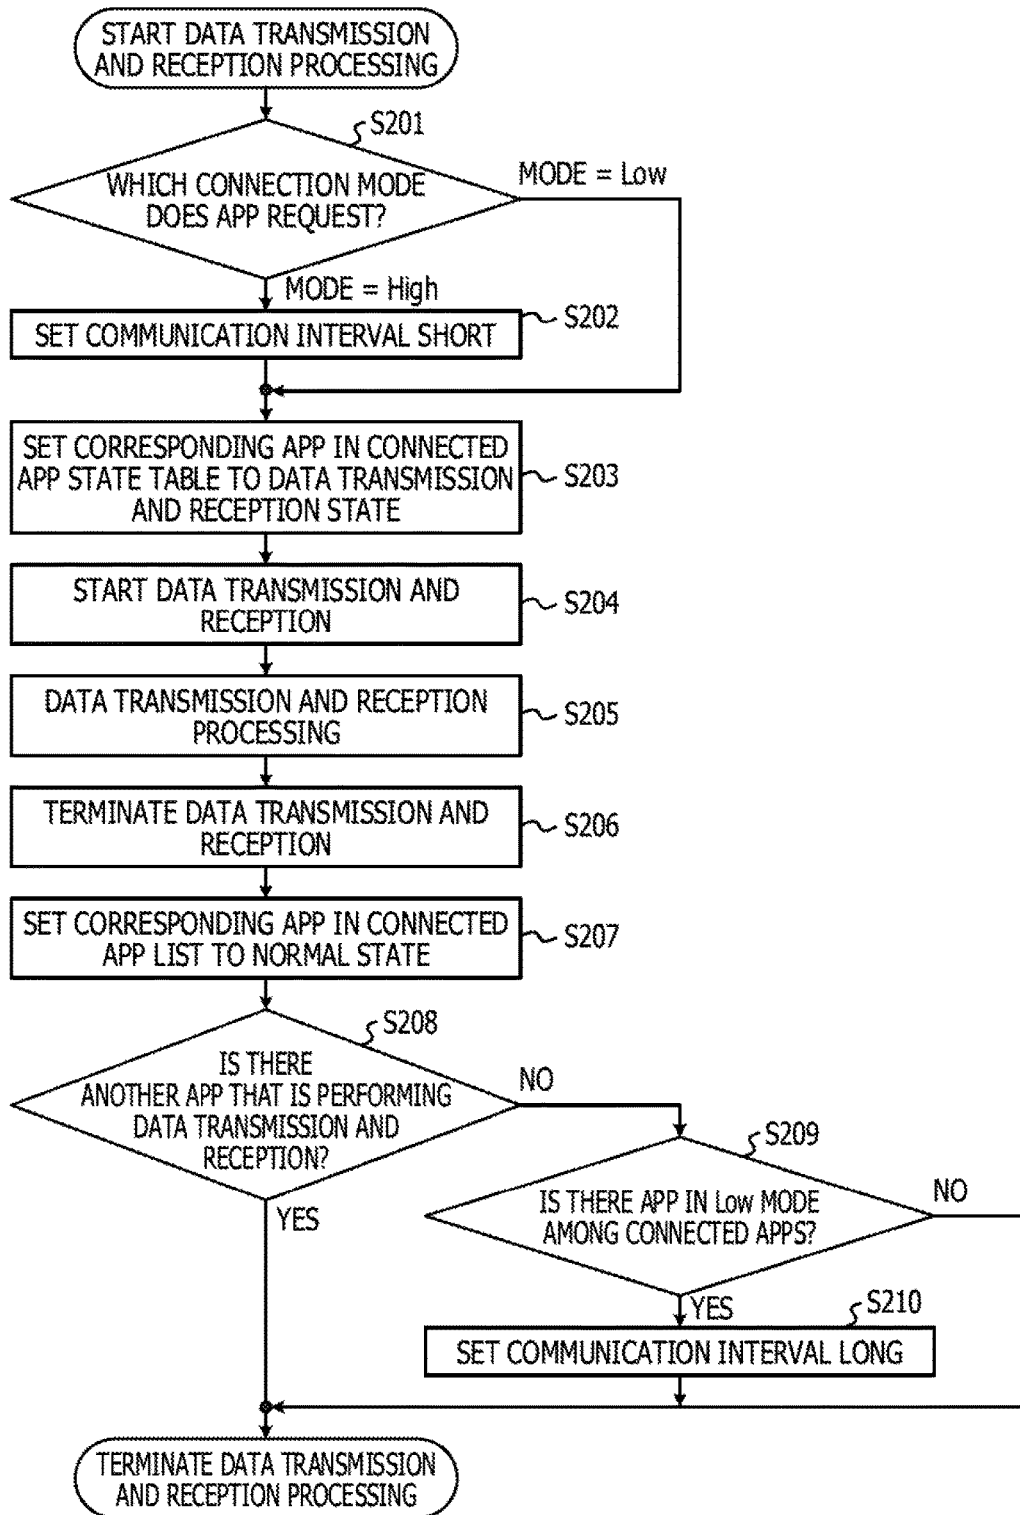 START DATA TRANSMISSION
AND RECEPTION PROCESSING
S201
WHICH CONNECTION MODE
DOES APP REQUEST?
MODE = Low
MODE = High
SET COMMUNICATION INTERVAL SHORT
S202
SET CORRESPONDING APP IN CONNECTED
APP STATE TABLE TO DATA TRANSMISSION
AND RECEPTION STATE
S203
START DATA TRANSMISSION AND
RECEPTION
S204
DATA TRANSMISSION AND RECEPTION
PROCESSING
S205
TERMINATE DATA TRANSMISSION AND
RECEPTION
S206
SET CORRESPONDING APP IN CONNECTED
APP LIST TO NORMAL STATE
S207
S208
IS THERE
ANOTHER APP THAT IS PERFORMING
DATA TRANSMISSION AND
RECEPTION?
NO
YES
S209
IS THERE APP IN Low MODE
AMONG CONNECTED APPS?
NO
YES
S210
SET COMMUNICATION INTERVAL LONG
TERMINATE DATA TRANSMISSION
AND RECEPTION PROCESSING